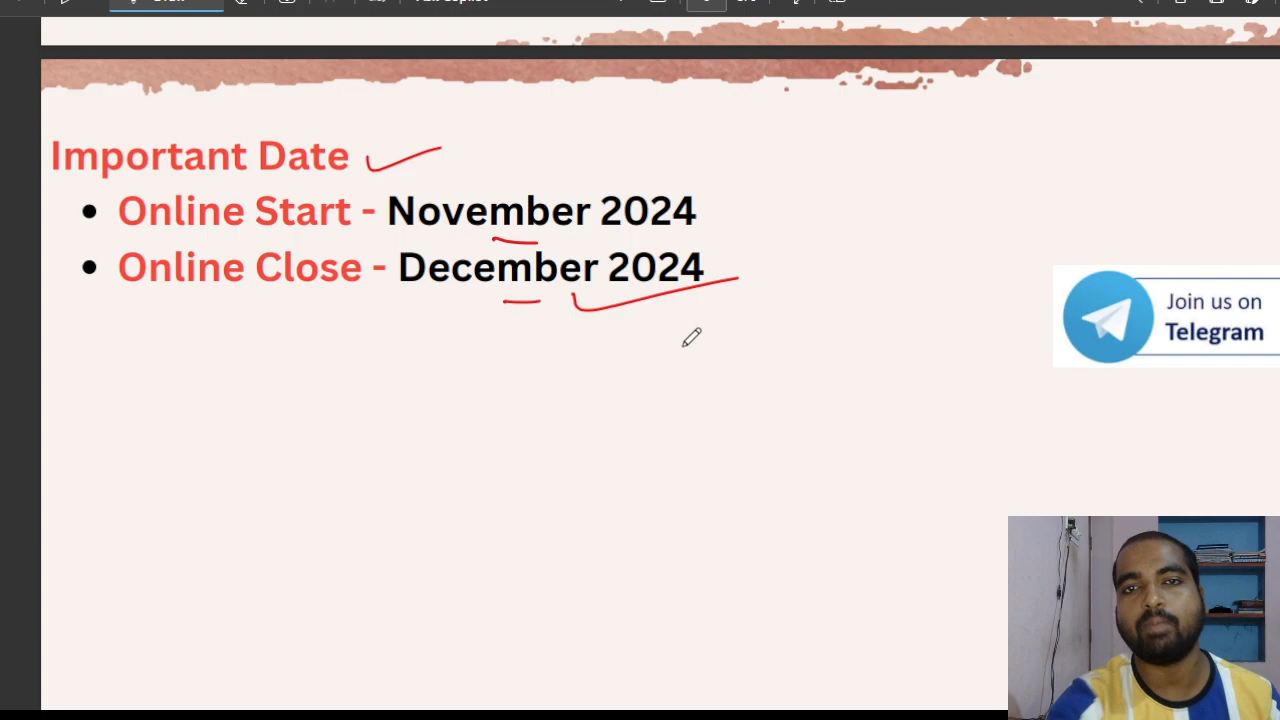 Important Date
Online Start - November 2024
Online Close - December 2024
Join us on
Telegram